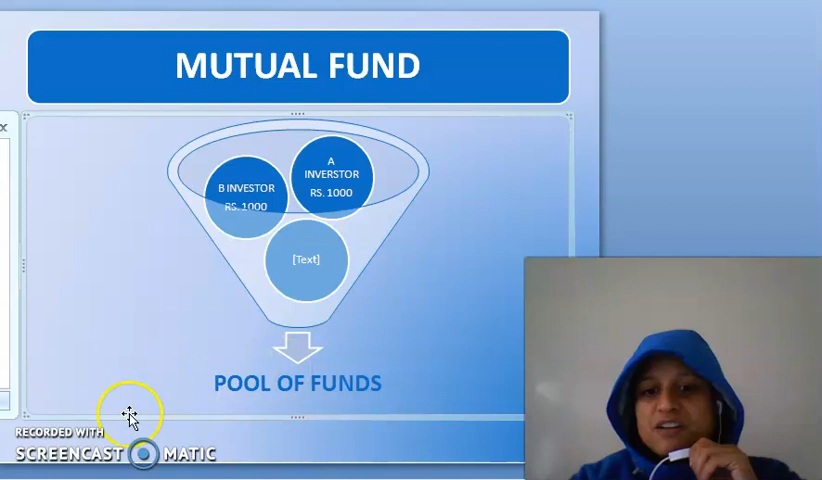 MUTUAL FUND
x
A
INVERSTOR
RS. 1000
B INVESTOR
RS. 1000
[Text]
POOL OF FUNDS
RECORDED WITH
SCREENCAST MATIC